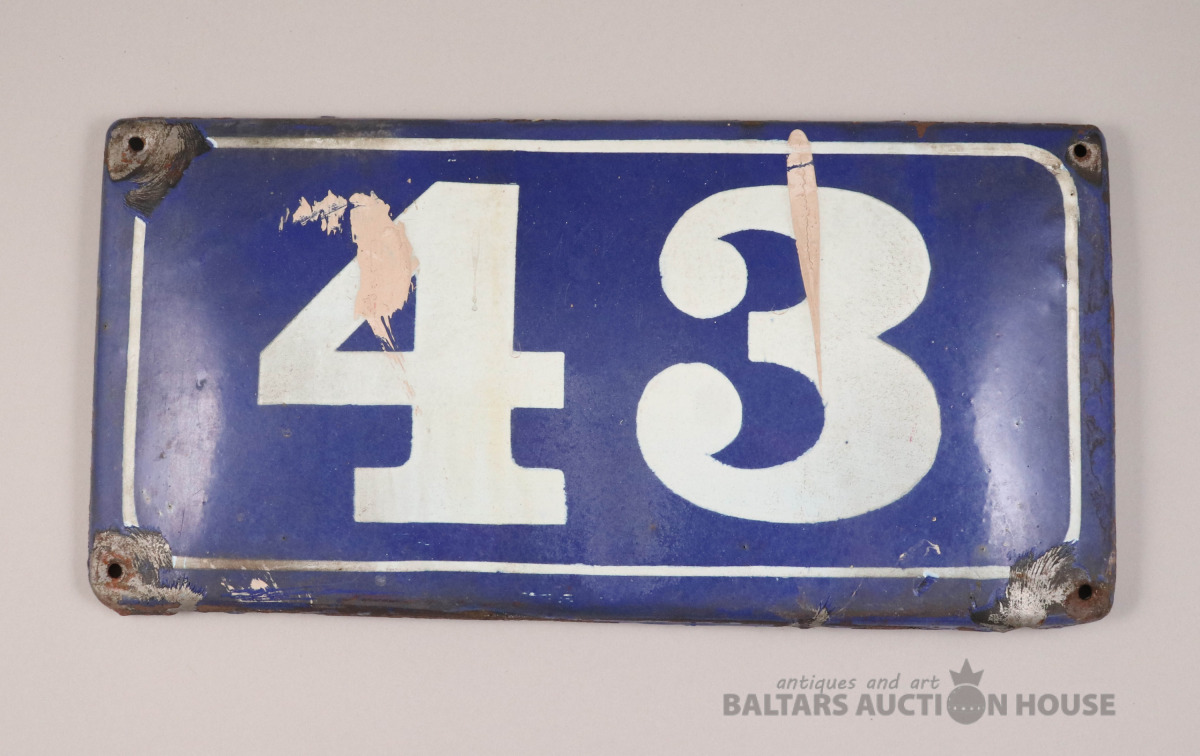 43
antiques and art
BALTARS AUCTION HOUSE